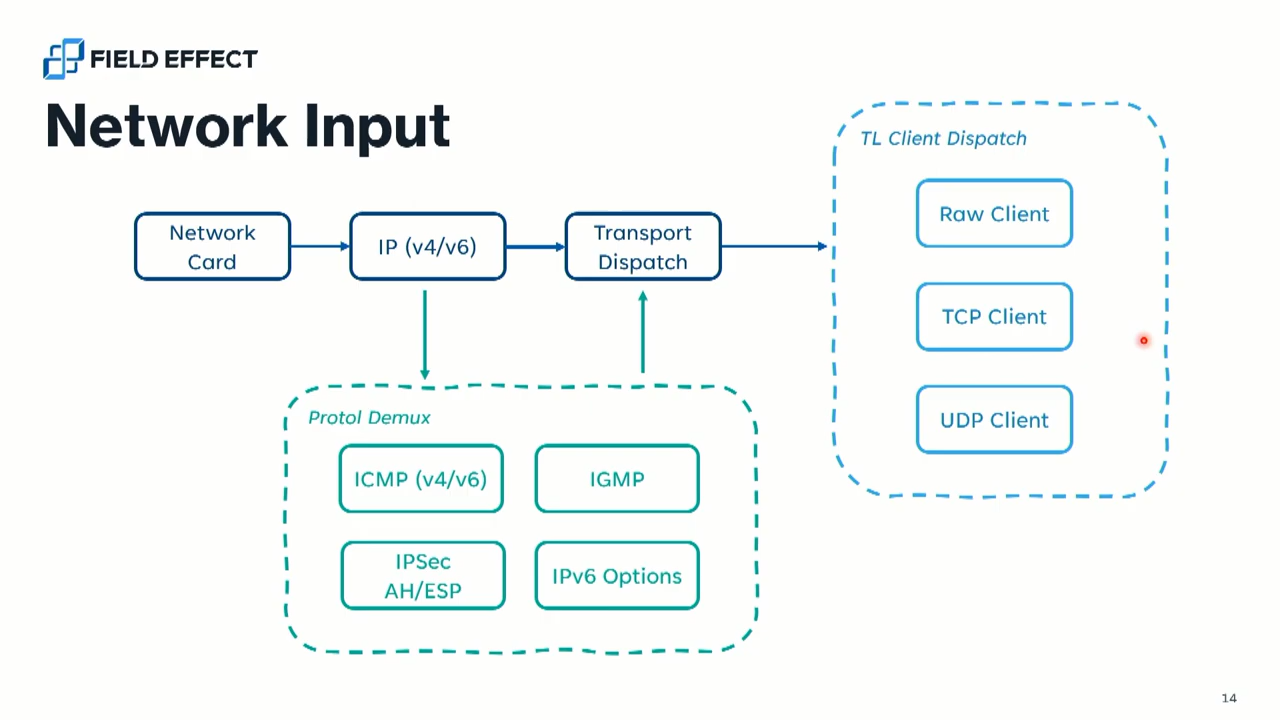 FIELD EFFECT
Network Input
Network
Card
IP (v4/v6)
Transport
Dispatch
TL Client Dispatch
Raw Client
TCP Client
UDP Client
Protol Demux
ICMP (v4/v6)
IGMP
IPSec
AH/ESP
IPv6 Options
14